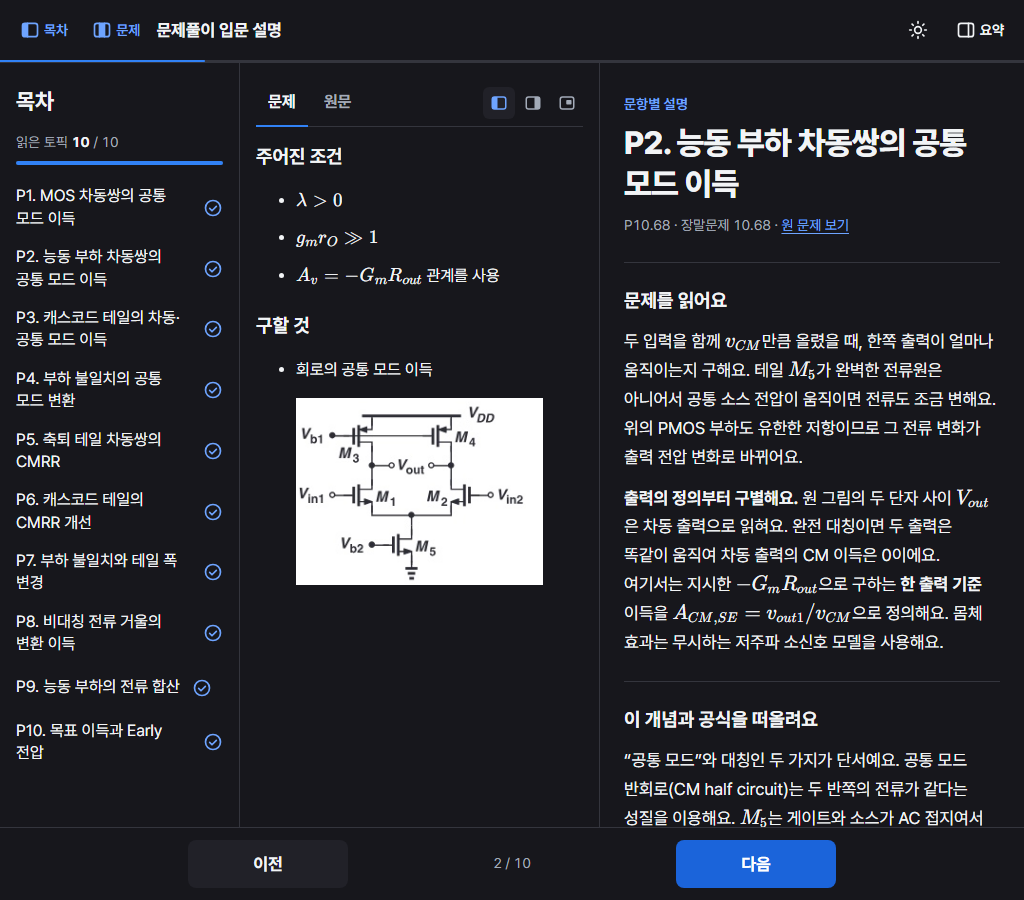 목차
문제
문제풀이 입문 설명
요약
목차
읽은 토픽 10 / 10
P1. MOS 차동쌍의 공통
모드 이득
P2. 능동 부하 차동쌍의
공통 모드 이득
P3. 캐스코드 테일의 차동·
공통 모드 이득
P4. 부하 불일치의 공통
모드 변환
P5. 축퇴 테일 차동쌍의
CMRR
P6. 캐스코드 테일의
CMRR 개선
P7. 부하 불일치와 테일 폭
변경
P8. 비대칭 전류 거울의
변환 이득
P9. 능동 부하의 전류 합산
P10. 목표 이득과 Early
전압
문제
원문
주어진 조건
λ > 0
g_m r_O ≫ 1
A_v = −G_m R_out 관계를 사용
구할 것
회로의 공통 모드 이득
V_DD
V_b1
M_3
M_4
V_out
V_in1
M_1
M_2
V_in2
V_b2
M_5
문항별 설명
P2. 능동 부하 차동쌍의 공통
모드 이득
P10.68 · 장말문제 10.68 · 원 문제 보기
문제를 읽어요
두 입력을 함께 v_CM만큼 올렸을 때, 한쪽 출력이 얼마나
움직이는지 구해요. 테일 M_5가 완벽한 전류원은
아니어서 공통 소스 전압이 움직이면 전류도 조금 변해요.
위의 PMOS 부하도 유한한 저항이므로 그 전류 변화가
출력 전압 변화로 바뀌어요.
출력의 정의부터 구별해요. 원 그림의 두 단자 사이 V_out
은 차동 출력으로 읽혀요. 완전 대칭이면 두 출력은
똑같이 움직여 차동 출력의 CM 이득은 0이에요.
여기서는 지시한 −G_m R_out으로 구하는 한 출력 기준
이득을 A_CM,SE = v_out1/v_CM으로 정의해요. 몸체
효과는 무시하는 저주파 소신호 모델을 사용해요.
이 개념과 공식을 떠올려요
“공통 모드”와 대칭인 두 가지가 단서예요. 공통 모드
반회로(CM half circuit)는 두 반쪽의 전류가 같다는
성질을 이용해요. M_5는 게이트와 소스가 AC 접지여서
이전
2 / 10
다음